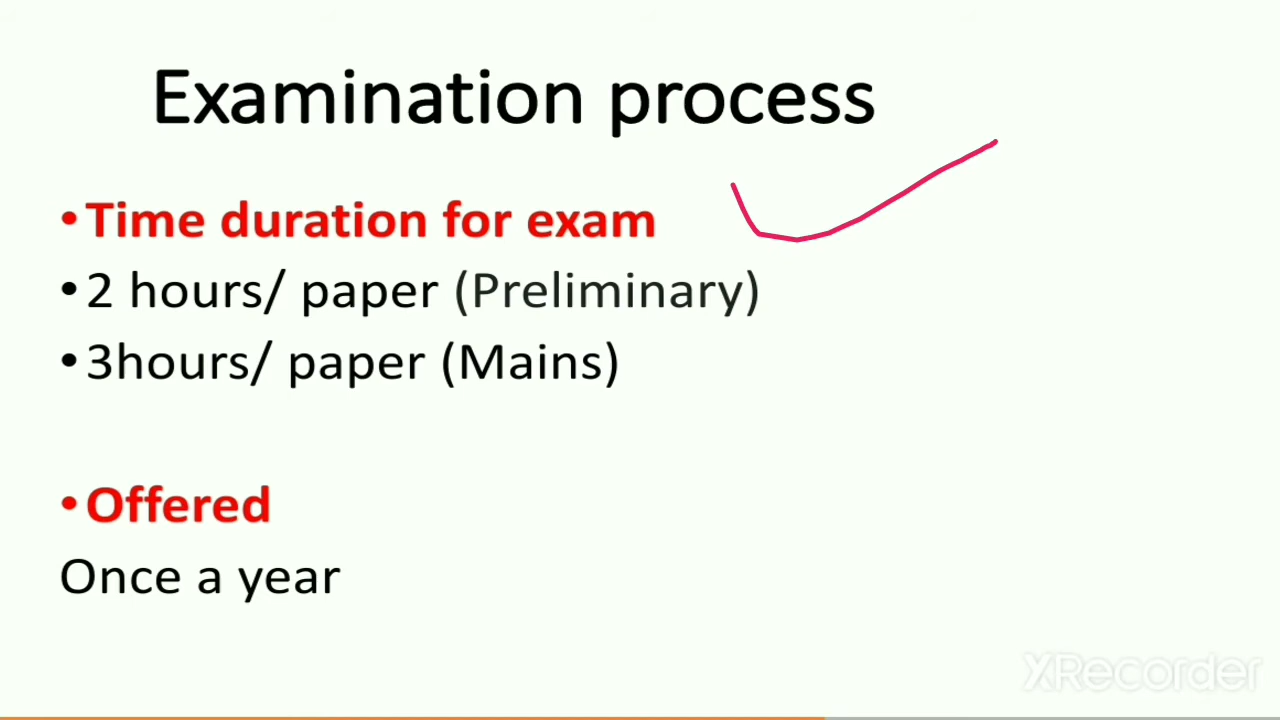 Examination process
• Time duration for exam
• 2 hours/ paper (Preliminary)
• 3hours/ paper (Mains)
• Offered
Once a year
XRecorder